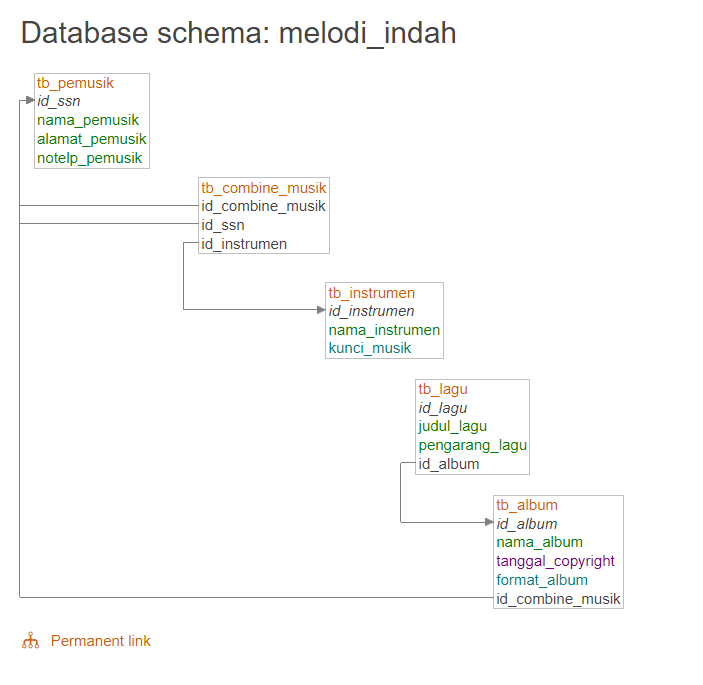 Database schema: melodi_indah
tb_pemusik
id_ssn
nama_pemusik
alamat_pemusik
notelp_pemusik
tb_combine_musik
id_combine_musik
id_ssn
id_instrumen
tb_instrumen
id_instrumen
nama_instrumen
kunci_musik
tb_lagu
id_lagu
judul_lagu
pengarang_lagu
id_album
tb_album
id_album
nama_album
tanggal_copyright
format_album
id_combine_musik
Permanent link